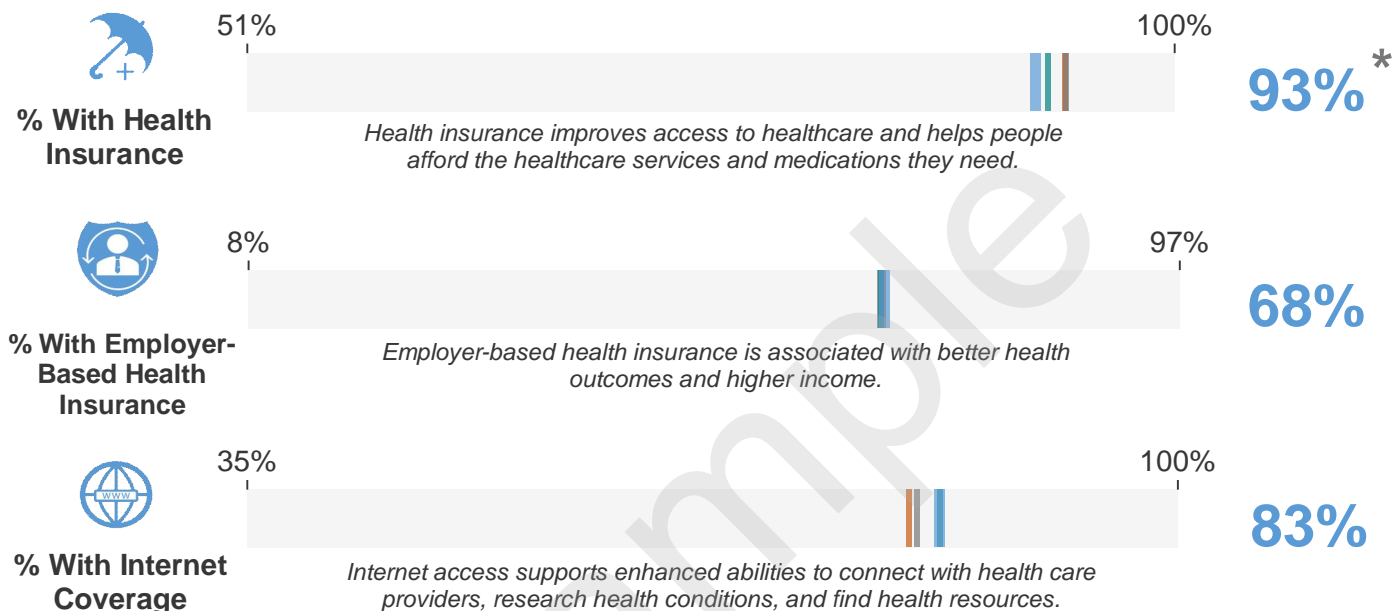 51%
100%
93%*
% With Health
Insurance
Health insurance improves access to healthcare and helps people
afford the healthcare services and medications they need.
8%
97%
68%
% With Employer-
Based Health
Insurance
Employer-based health insurance is associated with better health
outcomes and higher income.
35%
100%
WWW
83%
% With Internet
Coverage
Internet access supports enhanced abilities to connect with health care
providers, research health conditions, and find health resources.
ample